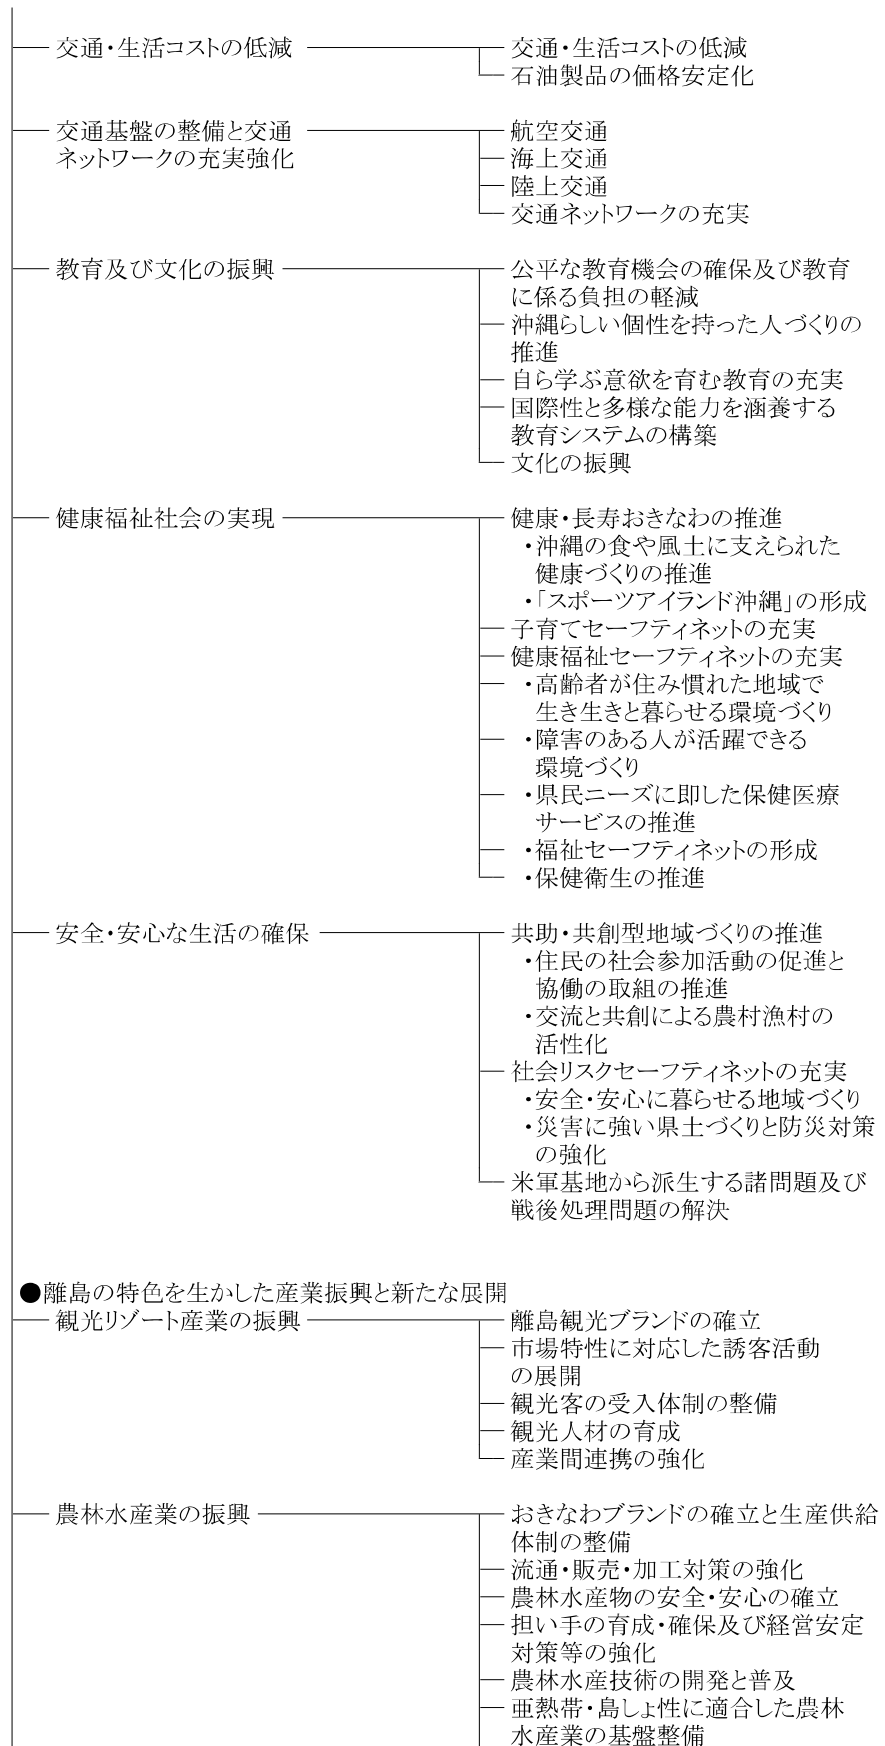 交通・生活コストの低減
交通・生活コストの低減
石油製品の価格安定化
交通基盤の整備と交通
ネットワークの充実強化
航空交通
海上交通
陸上交通
交通ネットワークの充実
教育及び文化の振興
公平な教育機会の確保及び教育
に係る負担の軽減
沖縄らしい個性を持った人づくりの
推進
自ら学ぶ意欲を育む教育の充実
国際性と多様な能力を涵養する
教育システムの構築
文化の振興
健康福祉社会の実現
健康・長寿おきなわの推進
・沖縄の食や風土に支えられた
健康づくりの推進
・「スポーツアイランド沖縄」の形成
子育てセーフティネットの充実
健康福祉セーフティネットの充実
・高齢者が住み慣れた地域で
生き生きと暮らせる環境づくり
・障害のある人が活躍できる
環境づくり
・県民ニーズに即した保健医療
サービスの推進
・福祉セーフティネットの形成
・保健衛生の推進
安全・安心な生活の確保
共助・共創型地域づくりの推進
・住民の社会参加活動の促進と
協働の取組の推進
・交流と共創による農村漁村の
活性化
社会リスクセーフティネットの充実
・安全・安心に暮らせる地域づくり
・災害に強い県土づくりと防災対策
の強化
米軍基地から派生する諸問題及び
戦後処理問題の解決
●離島の特色を生かした産業振興と新たな展開
観光リゾート産業の振興
離島観光ブランドの確立
市場特性に対応した誘客活動
の展開
観光客の受入体制の整備
観光人材の育成
産業間連携の強化
農林水産業の振興
おきなわブランドの確立と生産供給
体制の整備
流通・販売・加工対策の強化
農林水産物の安全・安心の確立
担い手の育成・確保及び経営安定
対策等の強化
農林水産技術の開発と普及
亜熱帯・島しょ性に適合した農林
水産業の基盤整備